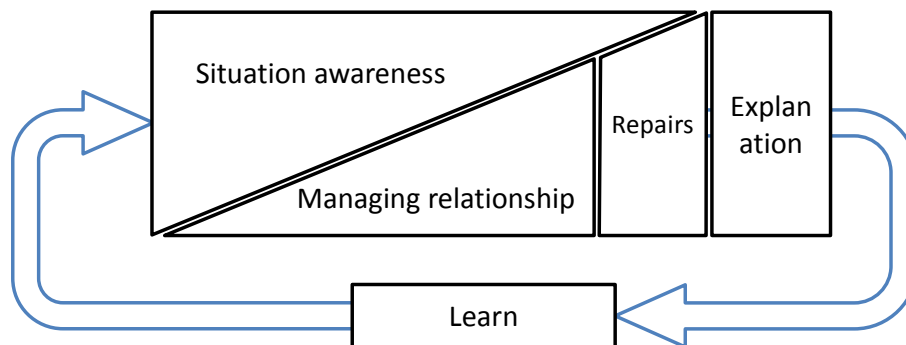 Situation awareness
Managing relationship
Repairs
Explan
ation
Learn